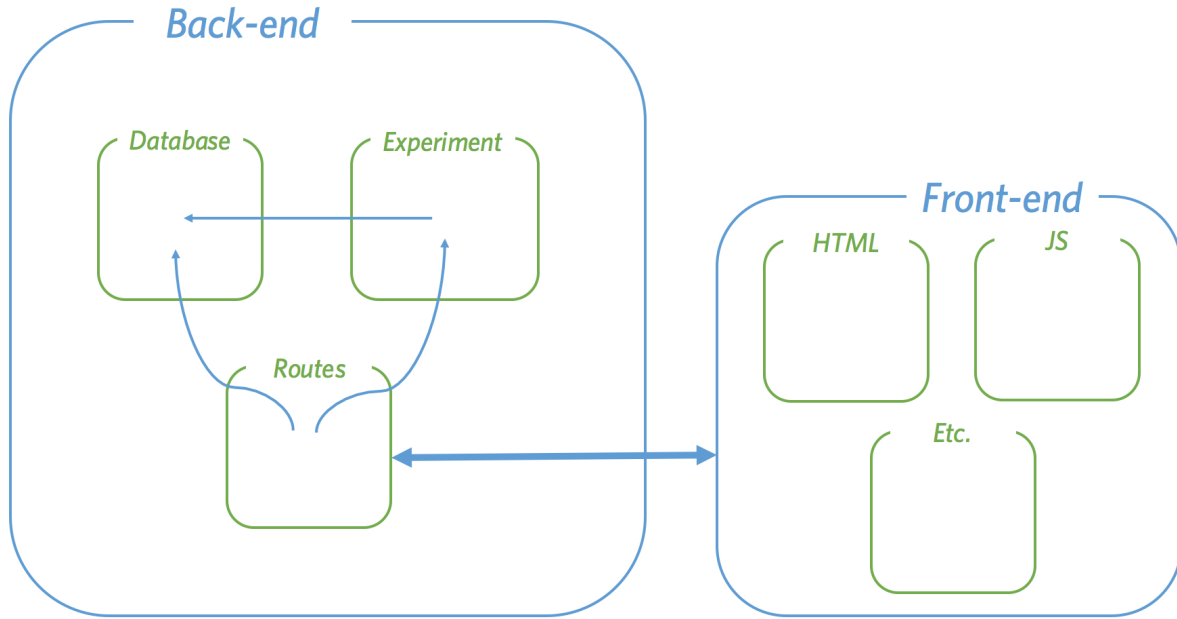 Back-end
Database
Experiment
Routes
Front-end
HTML
JS
Etc.